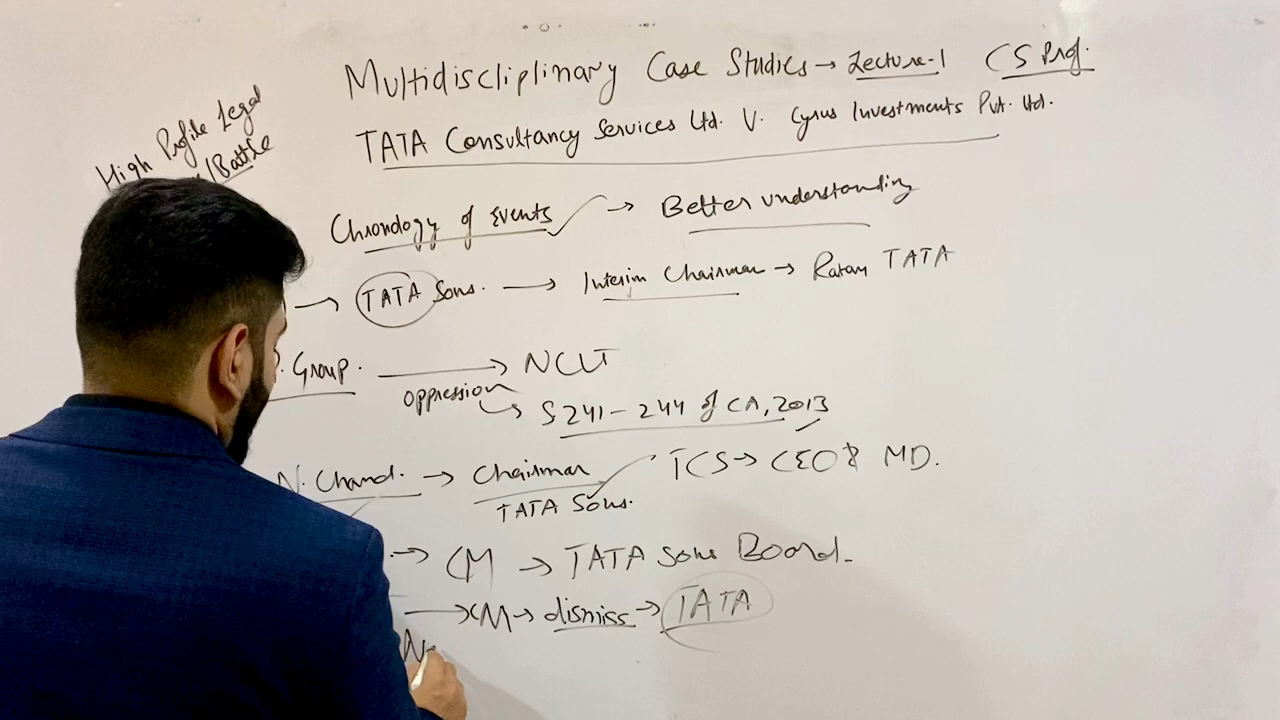 Multidiscliplinary Case Studies → Lecture-1 CS Prof.
TATA Consultancy Services Ltd. V. Cyrus Investments Pvt. Ltd.
High Profile Legal
/Battle
Chronology of Events → Better understanding
→ TATA Sons. → Interim Chairman → Ratan TATA
Group. → NCLT
oppression
S 241 - 244 of CA, 2013
N. Chand. → Chairman TCS → CEO & MD.
TATA Sons.
→ CM → TATA Sons Board.
→ CM → dismiss → TATA